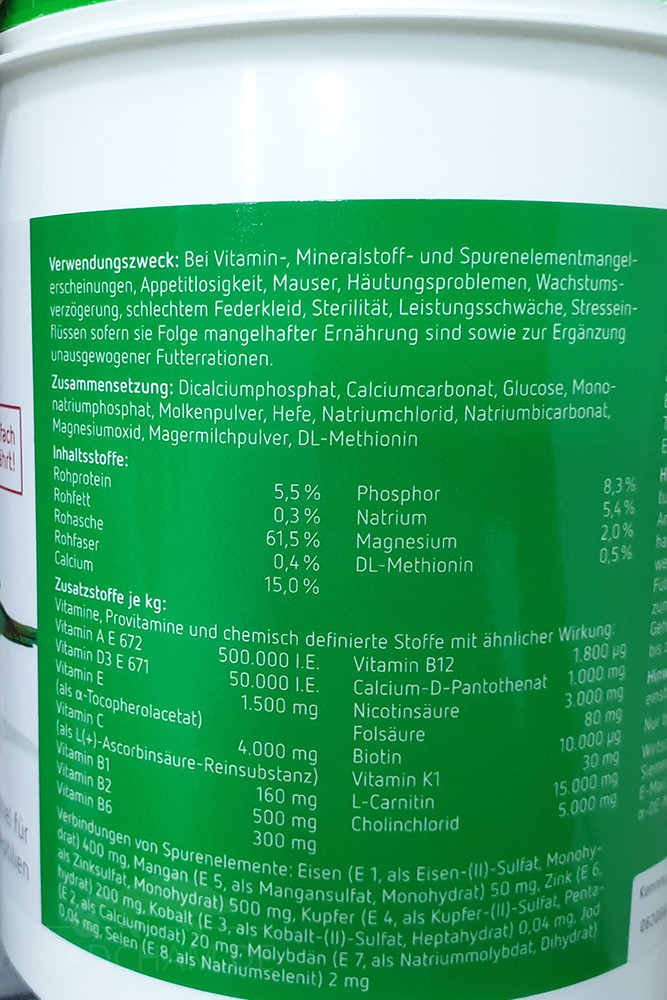 Verwendungszweck: Bei Vitamin-, Mineralstoff- und Spurenelementmangel-
erscheinungen, Appetitlosigkeit, Mauser, Häutungsproblemen, Wachstums-
verzögerung, schlechtem Federkleid, Sterilität, Leistungsschwäche, Stressein-
flüssen sofern sie Folge mangelhafter Ernährung sind sowie zur Ergänzung
unausgewogener Futterrationen.
Zusammensetzung: Dicalciumphosphat, Calciumcarbonat, Glucose, Mono-
natriumphosphat, Molkenpulver, Hefe, Natriumchlorid, Natriumbicarbonat,
Magnesiumoxid, Magermilchpulver, DL-Methionin
Inhaltsstoffe:
Rohprotein 5,5 % Phosphor 8,3 %
Rohfett 0,3 % Natrium 5,4 %
Rohasche 61,5 % Magnesium 2,0 %
Rohfaser 0,4 % DL-Methionin 0,5 %
Calcium 15,0 %
Zusatzstoffe je kg:
Vitamine, Provitamine und chemisch definierte Stoffe mit ähnlicher Wirkung:
Vitamin A E 672 500.000 I.E. Vitamin B12 1.800 µg
Vitamin D3 E 671 50.000 I.E. Calcium-D-Pantothenat 1.000 mg
Vitamin E 1.500 mg Nicotinsäure 3.000 mg
(als α-Tocopherolacetat) Folsäure 80 mg
Vitamin C 4.000 mg Biotin 10.000 µg
(als L(+)-Ascorbinsäure-Reinsubstanz) Vitamin K1 30 mg
Vitamin B1 160 mg L-Carnitin 15.000 mg
Vitamin B2 500 mg Cholinchlorid 5.000 mg
Vitamin B6 300 mg
Verbindungen von Spurenelemente: Eisen (E 1, als Eisen-(II)-Sulfat, Monohy-
drat) 400 mg, Mangan (E 5, als Mangansulfat, Monohydrat) 50 mg, Zink (E 6,
als Zinksulfat, Monohydrat) 500 mg, Kupfer (E 4, als Kupfer-(II)-Sulfat, Penta-
hydrat) 200 mg, Kobalt (E 3, als Kobalt-(II)-Sulfat, Heptahydrat) 0,04 mg, Jod
(E 2, als Calciumjodat) 20 mg, Molybdän (E 7, als Natriummolybdat, Dihydrat)
0,04 mg, Selen (E 8, als Natriumselenit) 2 mg